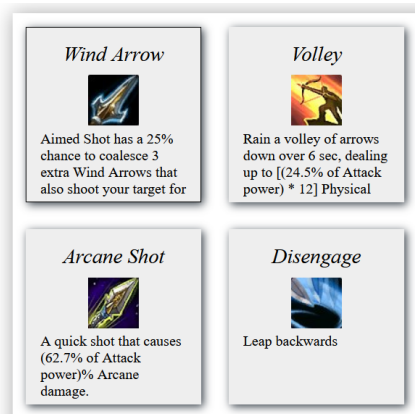 Wind Arrow
Aimed Shot has a 25%
chance to coalesce 3
extra Wind Arrows that
also shoot your target for
Volley
Rain a volley of arrows
down over 6 sec, dealing
up to [(24.5% of Attack
power) * 12] Physical
Arcane Shot
A quick shot that causes
(62.7% of Attack
power)% Arcane
damage.
Disengage
Leap backwards